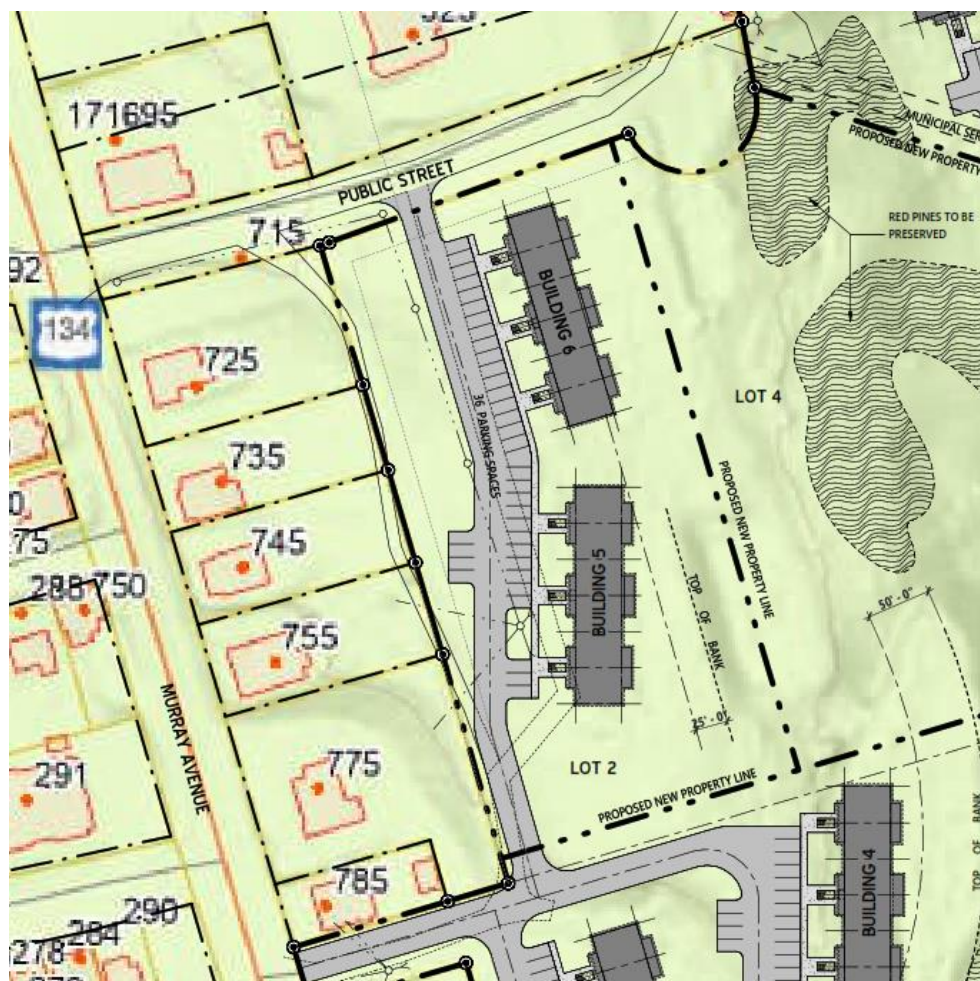 323
171695
MUNICIPAL SER
PROPOSED NEW PROPERTY
PUBLIC STREET
RED PINES TO BE
PRESERVED
715
92
134
BUILDING 6
725
LOT 4
36 PARKING SPACES
735
PROPOSED NEW PROPERTY LINE
0
275
745
288
750
BUILDING 5
TOP OF BANK
50' - 0"
755
MURRAY AVENUE
25' - 0"
LOT 2
291
775
PROPOSED NEW PROPERTY LINE
TOP OF BANK
BUILDING 4
785
290
284
278